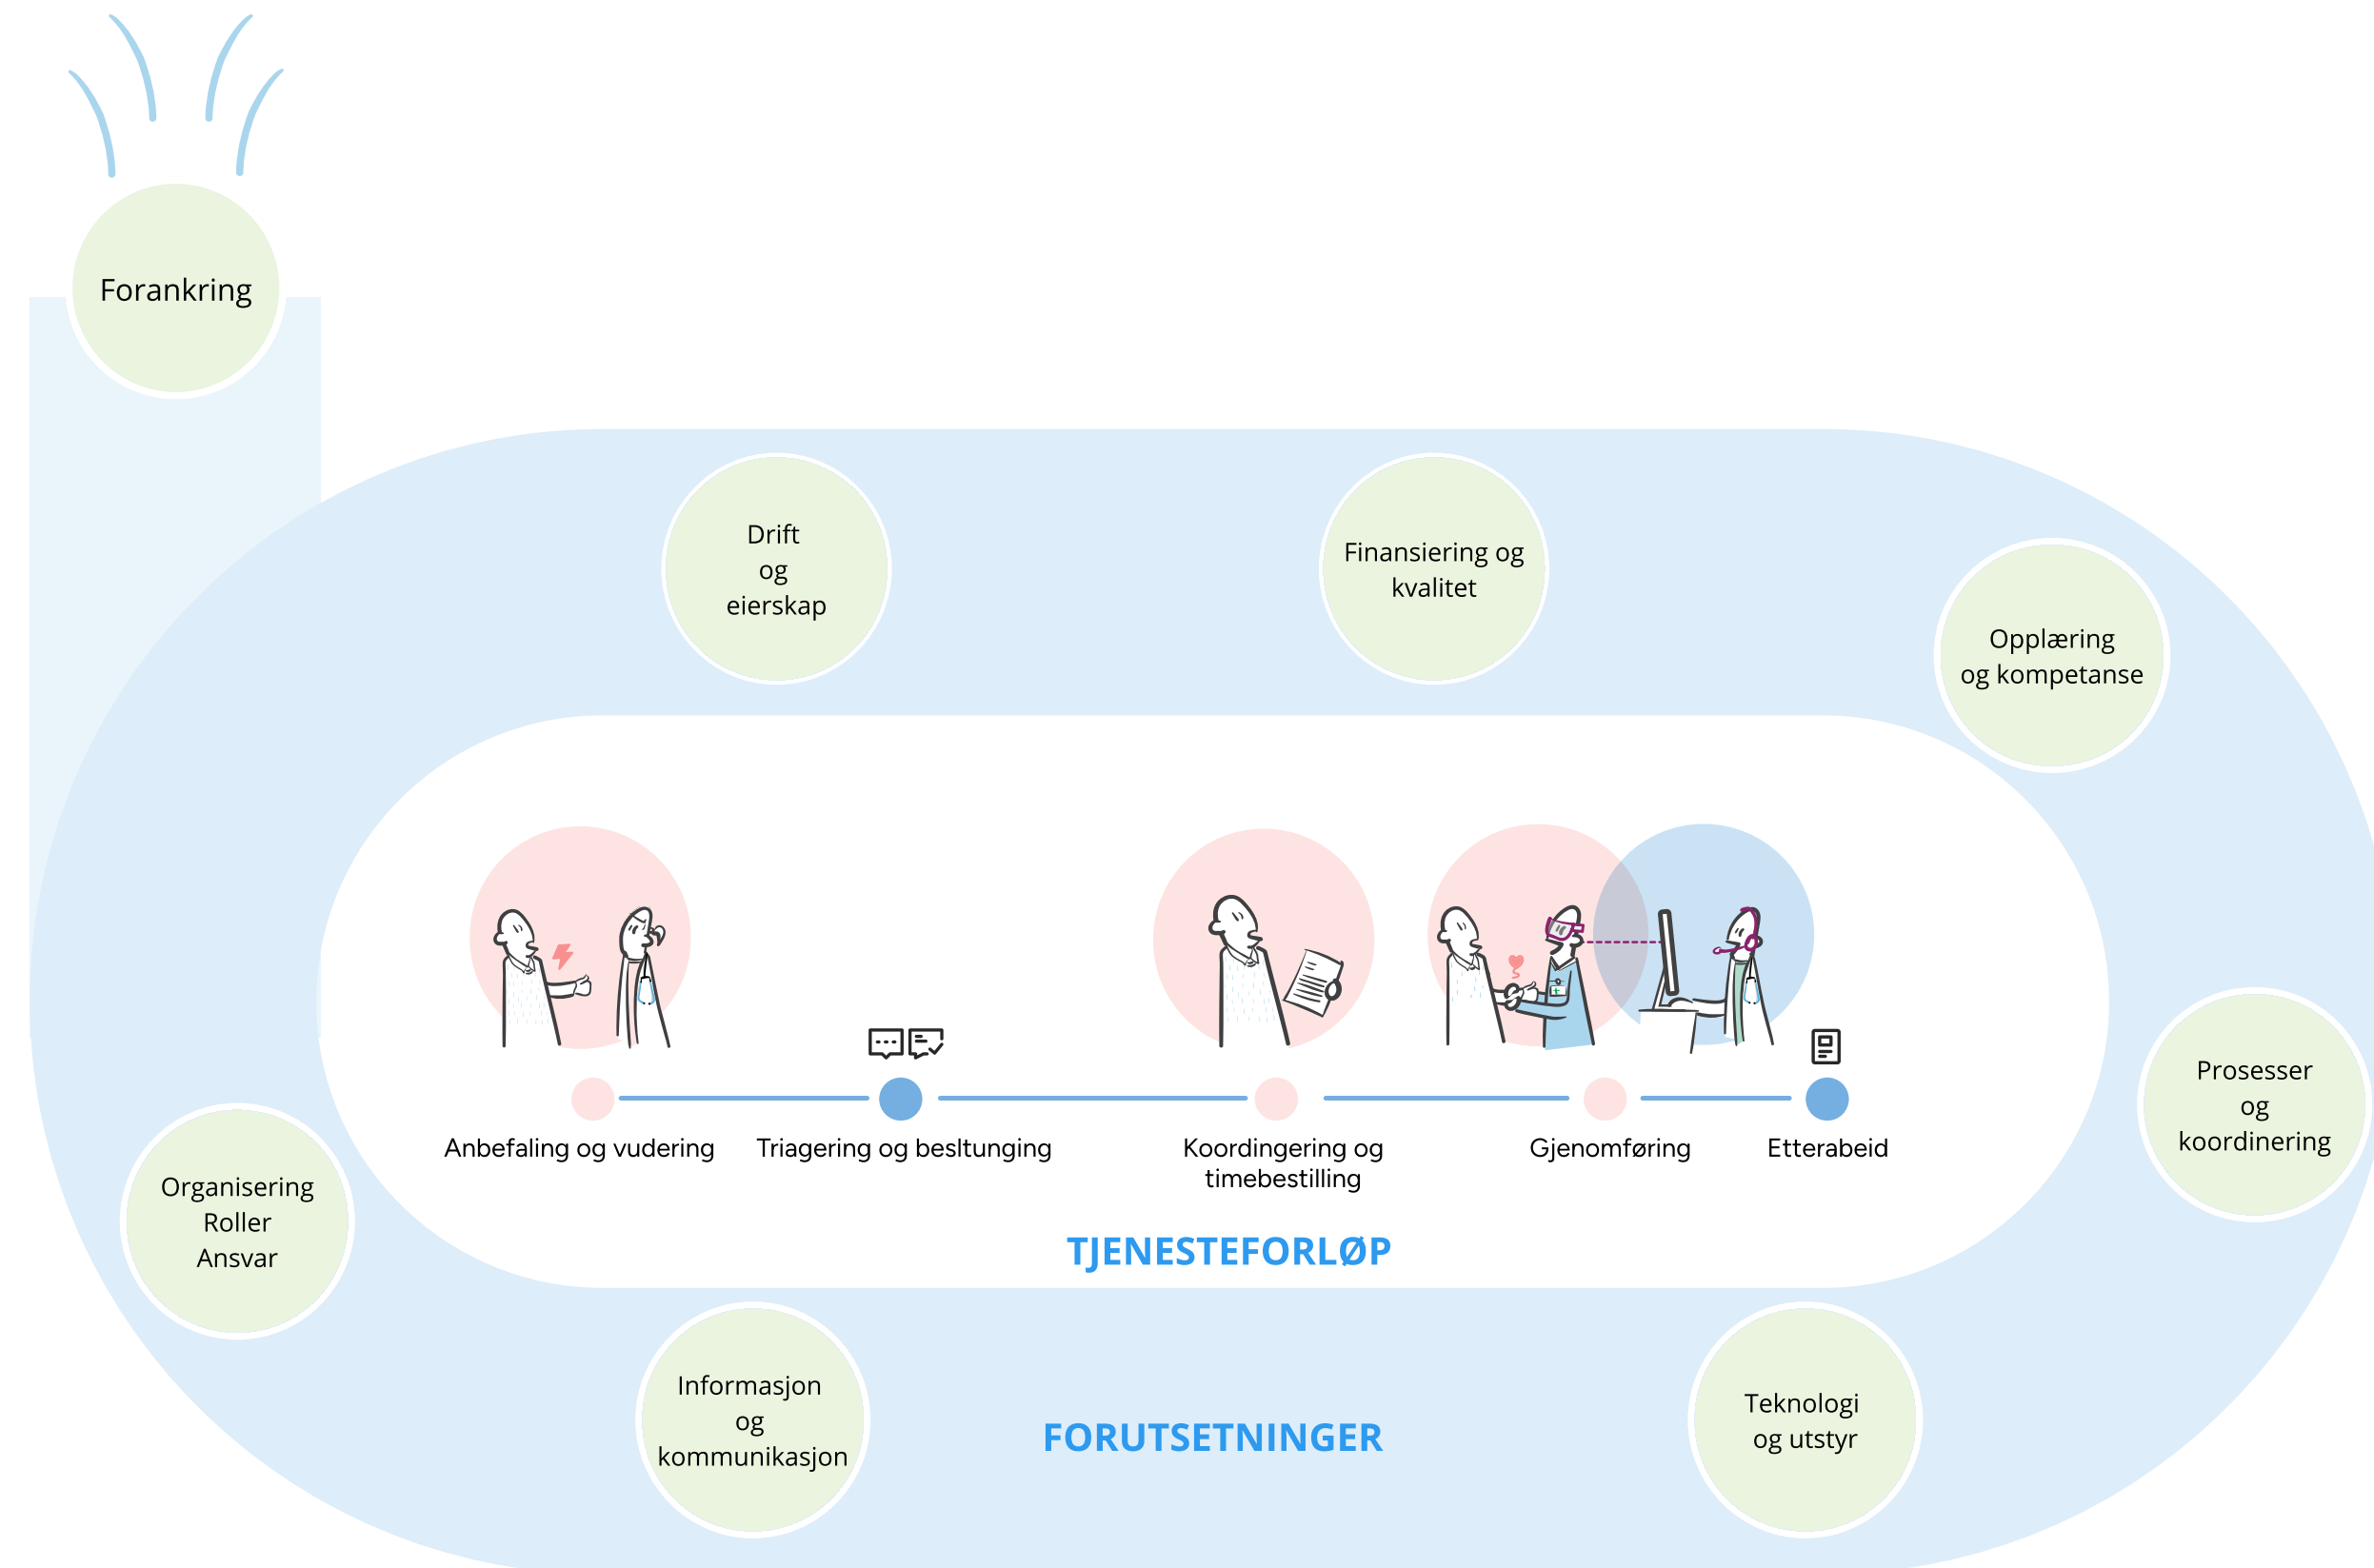 Forankring
Drift
og
eierskap
Finansiering og
kvalitet
Opplæring
og kompetanse
Prosesser
og
koordinering
Anbefaling og vudering
Triagering og besltunging
Koordingering og
timebestilling
Gjenomføring
Etterabeid
Organisering
Roller
Ansvar
TJENESTEFORLØP
Informasjon
og
kommunikasjon
FORUTSETNINGER
Teknologi
og utstyr